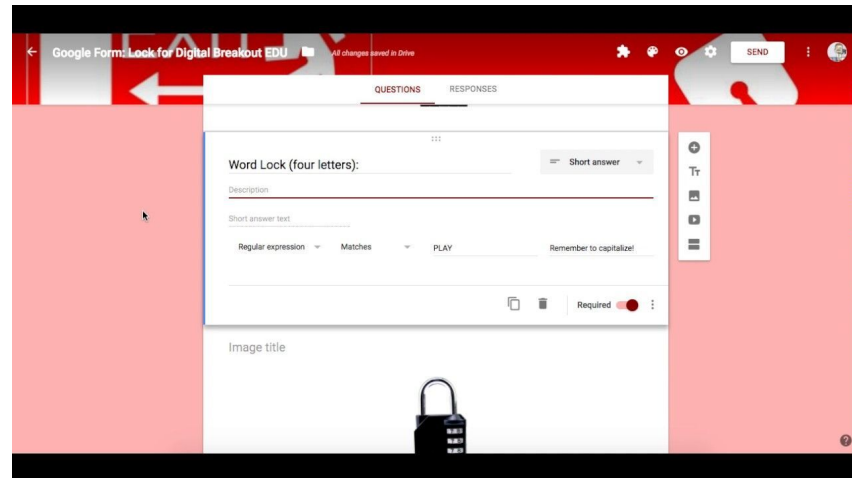 Google Form: Lock for Digital Breakout EDU
All changes saved in Drive
SEND
QUESTIONS
RESPONSES
Word Lock (four letters):
Short answer
Description
Short answer text
Regular expression
Matches
PLAY
Remember to capitalize!
Required
Image title